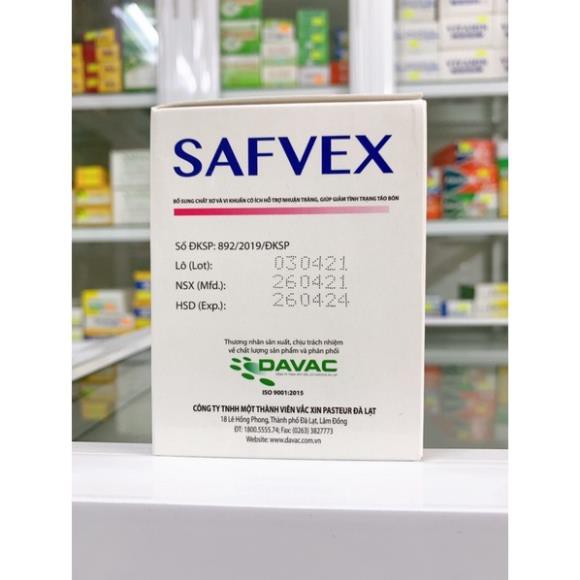 SAFVEX
BỔ SUNG CHẤT XƠ VÀ VI KHUẨN CÓ ÍCH HỖ TRỢ NHUẬN TRÀNG, GIÚP GIẢM TÌNH TRẠNG TÁO BÓN
Số ĐKSP: 892/2019/ĐKSP
Lô (Lot): 030421
NSX (Mfd.): 260421
HSD (Exp.): 260424
Thương nhân sản xuất, chịu trách nhiệm
về chất lượng sản phẩm và phân phối
DAVAC
ISO 9001:2015
CÔNG TY TNHH MỘT THÀNH VIÊN VẮC XIN PASTEUR ĐÀ LẠT
18 Lê Hồng Phong, Thành phố Đà Lạt, Lâm Đồng
ĐT: 1800.5555.74; Fax: (0263) 3827773
Website: www.davac.com.vn